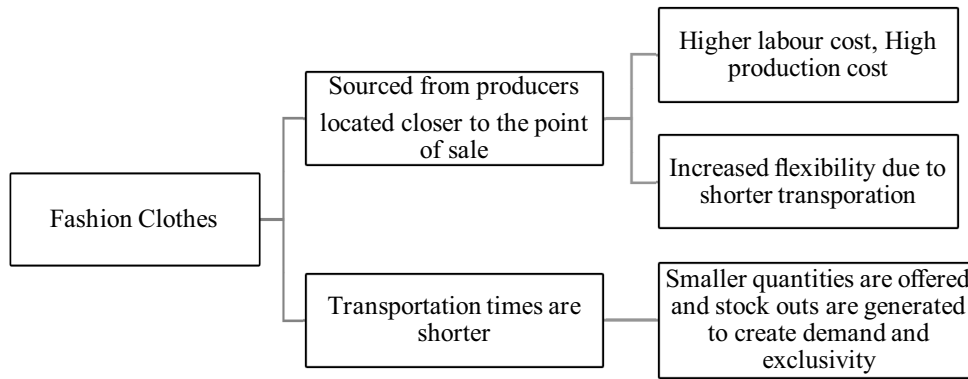 Fashion Clothes
Sourced from producers
located closer to the point
of sale
Higher labour cost, High
production cost
Increased flexibility due to
shorter transporation
Transportation times are
shorter
Smaller quantities are offered
and stock outs are generated
to create demand and
exclusivity